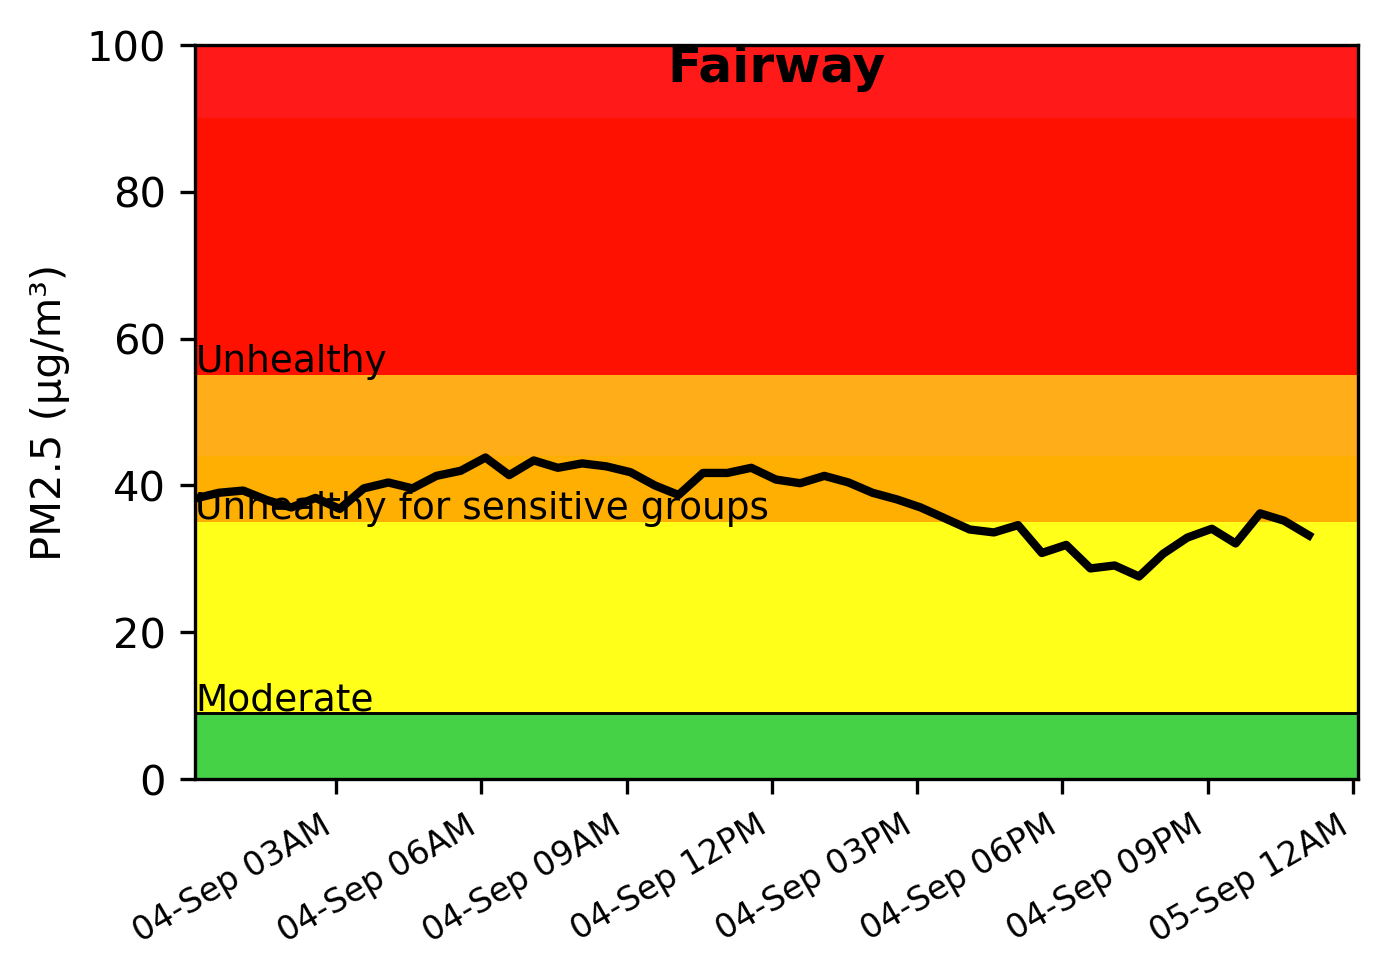 Fairway
100
80
60
40
20
0
PM2.5 (µg/m³)
Unhealthy
Unhealthy for sensitive groups
Moderate
04-Sep 03AM
04-Sep 06AM
04-Sep 09AM
04-Sep 12PM
04-Sep 03PM
04-Sep 06PM
04-Sep 09PM
05-Sep 12AM